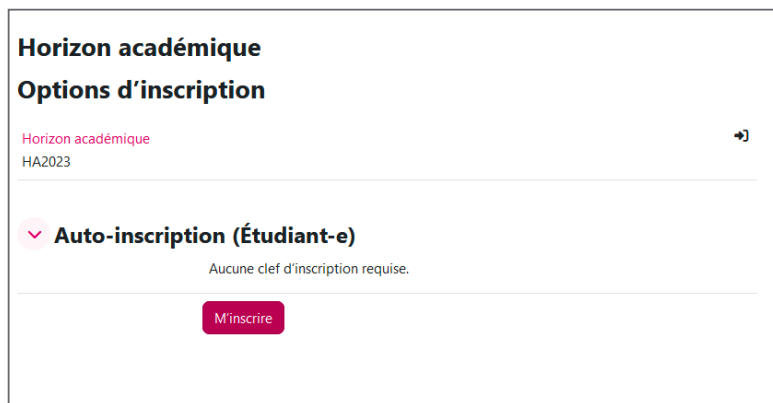 Horizon académique
Options d’inscription
Horizon académique
HA2023
Auto-inscription (Étudiant-e)
Aucune clef d’inscription requise.
M’inscrire